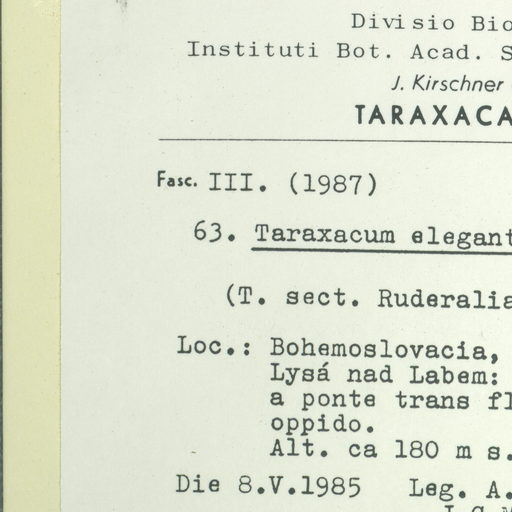 Divisio Bio
Instituti Bot. Acad. S
J. Kirschner
TARAXACA
Fasc. III. (1987)
63. Taraxacum elegant
(T. sect. Ruderalia
Loc.: Bohemoslovacia,
Lysá nad Labem:
a ponte trans fl
oppido.
Alt. ca 180 m s.
Die 8.V.1985 Leg. A.